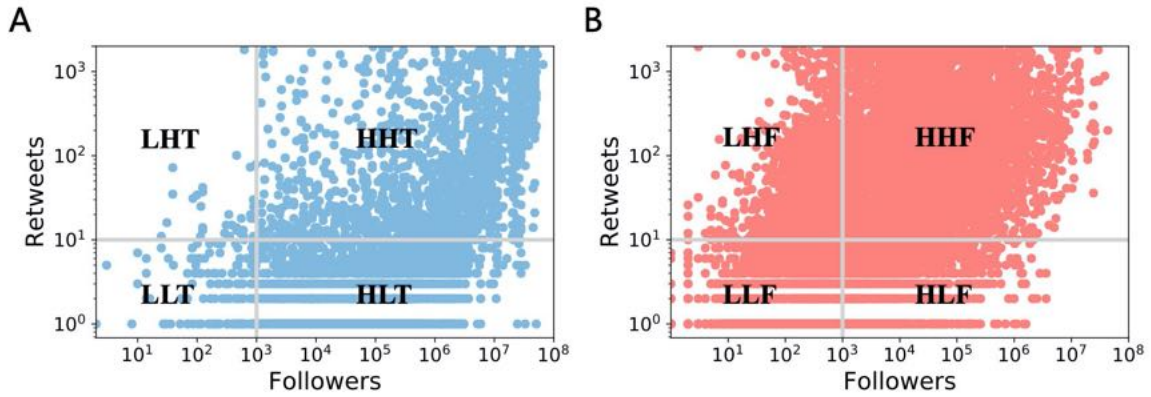 A
10³
10²
10¹
10⁰
Retweets
LHT
HHT
LLT
HLT
10¹ 10² 10³ 10⁴ 10⁵ 10⁶ 10⁷ 10⁸
Followers
B
10³
10²
10¹
10⁰
Retweets
LHF
HHF
LLF
HLF
10¹ 10² 10³ 10⁴ 10⁵ 10⁶ 10⁷ 10⁸
Followers